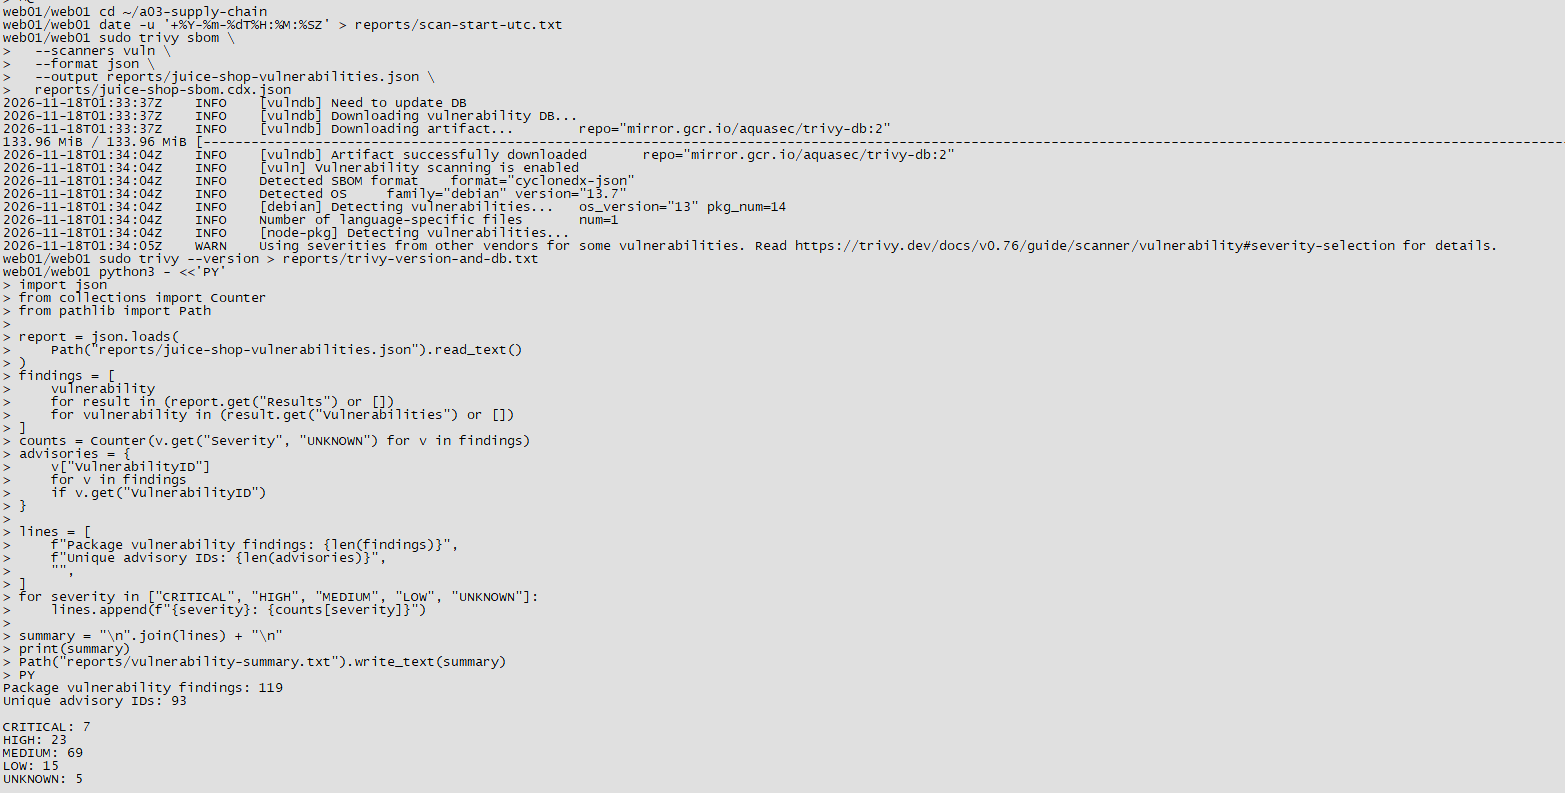 web01/web01 cd ~/a03-supply-chain
web01/web01 date -u '+%Y-%m-%dT%H:%M:%SZ' > reports/scan-start-utc.txt
web01/web01 sudo trivy sbom \
>   --scanners vuln \
>   --format json \
>   --output reports/juice-shop-vulnerabilities.json \
>   reports/juice-shop-sbom.cdx.json
2026-11-18T01:33:37Z    INFO    [vulndb] Need to update DB
2026-11-18T01:33:37Z    INFO    [vulndb] Downloading vulnerability DB...
2026-11-18T01:33:37Z    INFO    [vulndb] Downloading artifact...        repo="mirror.gcr.io/aquasec/trivy-db:2"
133.96 MiB / 133.96 MiB [-----------------------------------------------------------------------------------------------------------------------------------------------------------------------------
2026-11-18T01:34:04Z    INFO    [vulndb] Artifact successfully downloaded       repo="mirror.gcr.io/aquasec/trivy-db:2"
2026-11-18T01:34:04Z    INFO    [vuln] Vulnerability scanning is enabled
2026-11-18T01:34:04Z    INFO    Detected SBOM format    format="cyclonedx-json"
2026-11-18T01:34:04Z    INFO    Detected OS     family="debian" version="13.7"
2026-11-18T01:34:04Z    INFO    [debian] Detecting vulnerabilities...   os_version="13" pkg_num=14
2026-11-18T01:34:04Z    INFO    Number of language-specific files       num=1
2026-11-18T01:34:04Z    INFO    [node-pkg] Detecting vulnerabilities...
2026-11-18T01:34:05Z    WARN    Using severities from other vendors for some vulnerabilities. Read https://trivy.dev/docs/v0.76/guide/scanner/vulnerability#severity-selection for details.
web01/web01 sudo trivy --version > reports/trivy-version-and-db.txt
web01/web01 python3 - <<'PY'
> import json
> from collections import Counter
> from pathlib import Path
>
> report = json.loads(
>     Path("reports/juice-shop-vulnerabilities.json").read_text()
> )
> findings = [
>     vulnerability
>     for result in (report.get("Results") or [])
>     for vulnerability in (result.get("Vulnerabilities") or [])
> ]
> counts = Counter(v.get("Severity", "UNKNOWN") for v in findings)
> advisories = {
>     v["VulnerabilityID"]
>     for v in findings
>     if v.get("VulnerabilityID")
> }
>
> lines = [
>     f"Package vulnerability findings: {len(findings)}",
>     f"Unique advisory IDs: {len(advisories)}",
>     "",
> ]
> for severity in ["CRITICAL", "HIGH", "MEDIUM", "LOW", "UNKNOWN"]:
>     lines.append(f"{severity}: {counts[severity]}")
>
> summary = "\n".join(lines) + "\n"
> print(summary)
> Path("reports/vulnerability-summary.txt").write_text(summary)
> PY
Package vulnerability findings: 119
Unique advisory IDs: 93

CRITICAL: 7
HIGH: 23
MEDIUM: 69
LOW: 15
UNKNOWN: 5